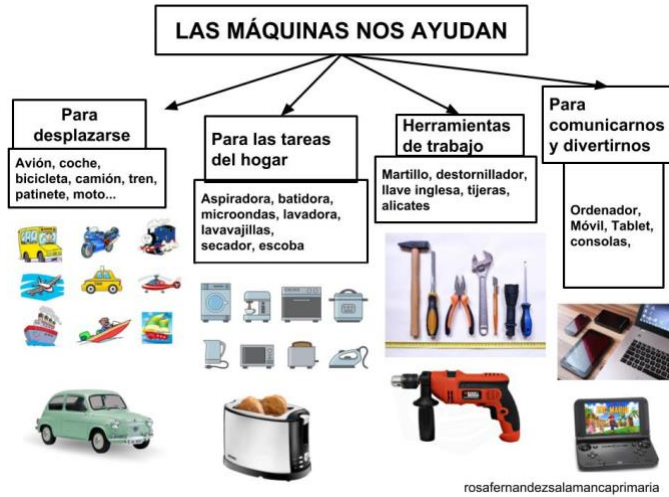 LAS MÁQUINAS NOS AYUDAN
Para
desplazarse
Avión, coche,
bicicleta, camión, tren,
patinete, moto...
Para las tareas
del hogar
Aspiradora, batidora,
microondas, lavadora,
lavavajillas,
secador, escoba
Herramientas
de trabajo
Martillo, destornillador,
llave inglesa, tijeras,
alicates
Para
comunicarnos
y divertirnos
Ordenador,
Móvil, Tablet,
consolas,
rosafernandezsalamancaprimaria